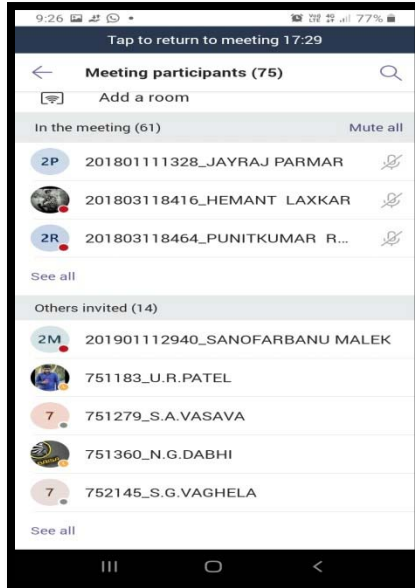 9:26 77%
Tap to return to meeting 17:29
Meeting participants (75)
Add a room
In the meeting (61) Mute all
2P 201801111328_JAYRAJ PARMAR
201803118416_HEMANT LAXKAR
2R 201803118464_PUNITKUMAR R...
See all
Others invited (14)
2M 201901112940_SANOFARBANU MALEK
751183_U.R.PATEL
7 751279_S.A.VASAVA
751360_N.G.DABHI
7 752145_S.G.VAGHELA
See all